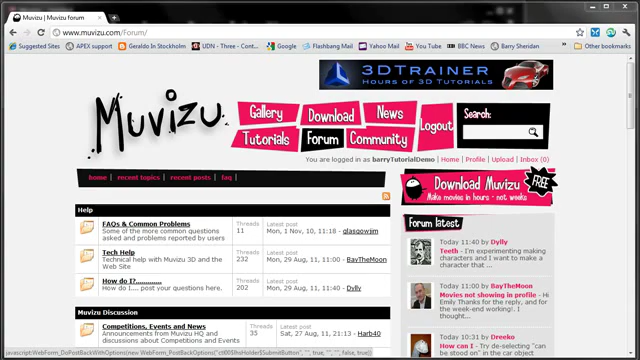 Muvizu | Muvizu forum
www.muvizu.com/Forum/
Suggested Sites APEX support Geraldo In Stockholm UDN - Three - Cont... Google Flashbang Mail Yahoo Mail You Tube BBC News Barry Sheridan Other bookmarks
3DTRAINER
HOURS OF 3D TUTORIALS
Muvizu
Gallery Download News
Tutorials Forum Community Logout
Search:
You are logged in as barryTutorialDemo | Home | Profile | Upload | Inbox (0)
home | recent topics | recent posts | faq |
Download Muvizu
Make movies in hours - not weeks
FREE
Help
FAQs & Common Problems
Some of the more common questions
asked and problems reported by users
Threads
11
Latest post
Mon, 1 Nov, 10, 11:18 - glasgowjim
Tech Help
Technical help with Muvizu 3D and the
Web Site
Threads
232
Latest post
Mon, 29 Aug, 11, 11:00 - BayTheMoon
How do I?............
How do I.... post your questions here.
Threads
202
Latest post
Mon, 29 Aug, 11, 11:40 - Dylly
Muvizu Discussion
Competitions, Events and News
Announcements from Muvizu HQ and
discussions about Competitions and Events
Threads
35
Latest post
Sat, 27 Aug, 11, 21:13 - Harb40
Forum latest
Today 11:40 by Dylly
Teeth - I'm experimenting making
characters and I want to make a
character that ...
Today 11:00 by BayTheMoon
Movies not showing in profile - Hi
Emily Thanks for the reply, and for
my thought...
Today 10:31 by Dreeko
How can I - Try de-selecting "can
be stood on" in the car object